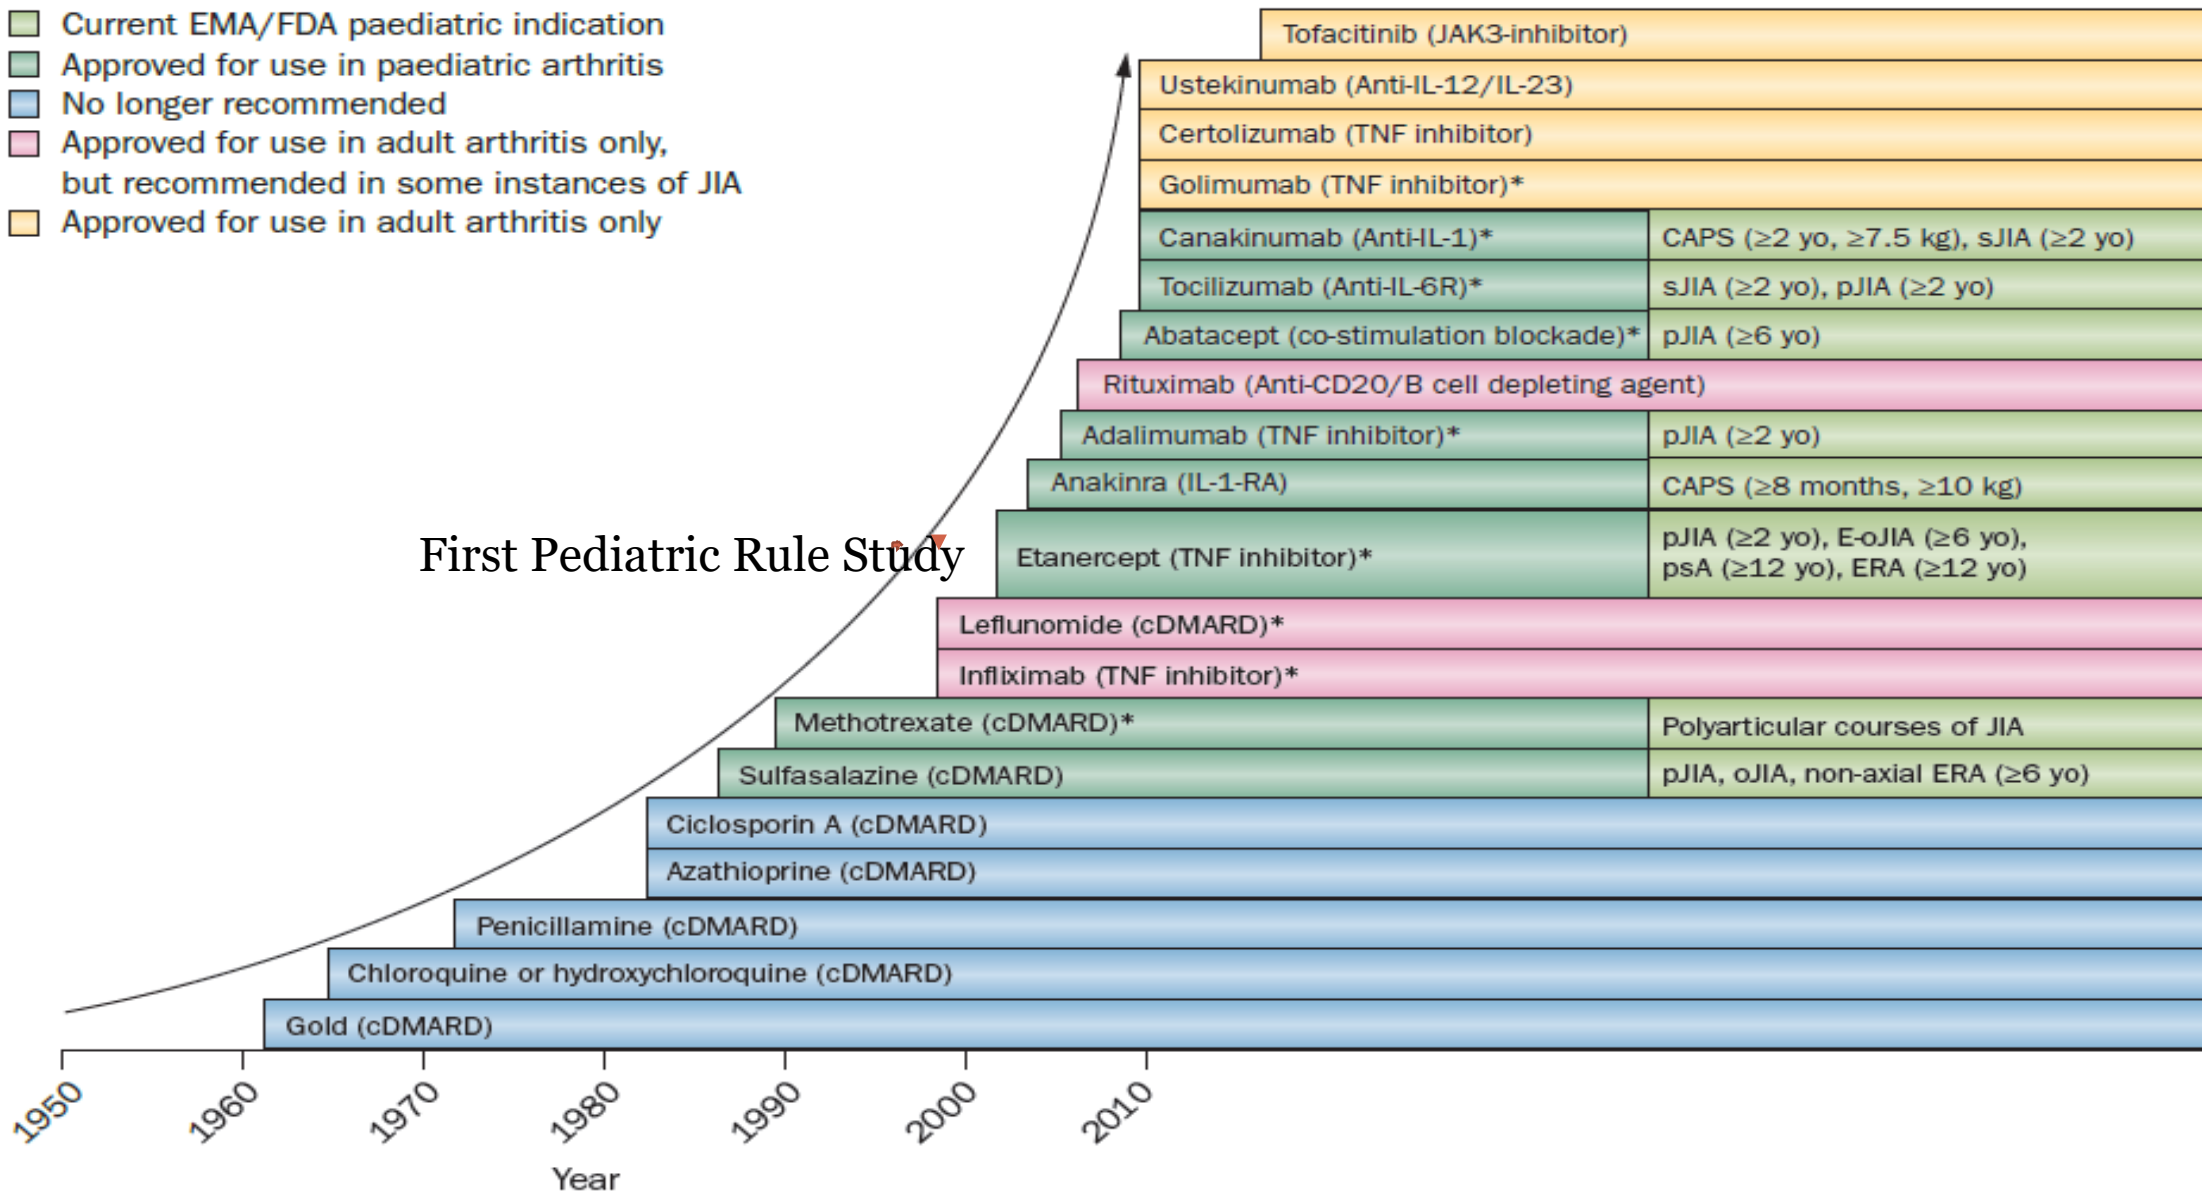 Current EMA/FDA paediatric indication
Approved for use in paediatric arthritis
No longer recommended
Approved for use in adult arthritis only,
but recommended in some instances of JIA
Approved for use in adult arthritis only
Tofacitinib (JAK3-inhibitor)
Ustekinumab (Anti-IL-12/IL-23)
Certolizumab (TNF inhibitor)
Golimumab (TNF inhibitor)*
Canakinumab (Anti-IL-1)*
CAPS (≥2 yo, ≥7.5 kg), sJIA (≥2 yo)
Tocilizumab (Anti-IL-6R)*
sJIA (≥2 yo), pJIA (≥2 yo)
Abatacept (co-stimulation blockade)*
pJIA (≥6 yo)
Rituximab (Anti-CD20/B cell depleting agent)
Adalimumab (TNF inhibitor)*
pJIA (≥2 yo)
Anakinra (IL-1-RA)
CAPS (≥8 months, ≥10 kg)
First Pediatric Rule Study
Etanercept (TNF inhibitor)*
pJIA (≥2 yo), E-oJIA (≥6 yo),
psA (≥12 yo), ERA (≥12 yo)
Leflunomide (cDMARD)*
Infliximab (TNF inhibitor)*
Methotrexate (cDMARD)*
Polyarticular courses of JIA
Sulfasalazine (cDMARD)
pJIA, oJIA, non-axial ERA (≥6 yo)
Ciclosporin A (cDMARD)
Azathioprine (cDMARD)
Penicillamine (cDMARD)
Chloroquine or hydroxychloroquine (cDMARD)
Gold (cDMARD)
1950
1960
1970
1980
1990
2000
2010
Year